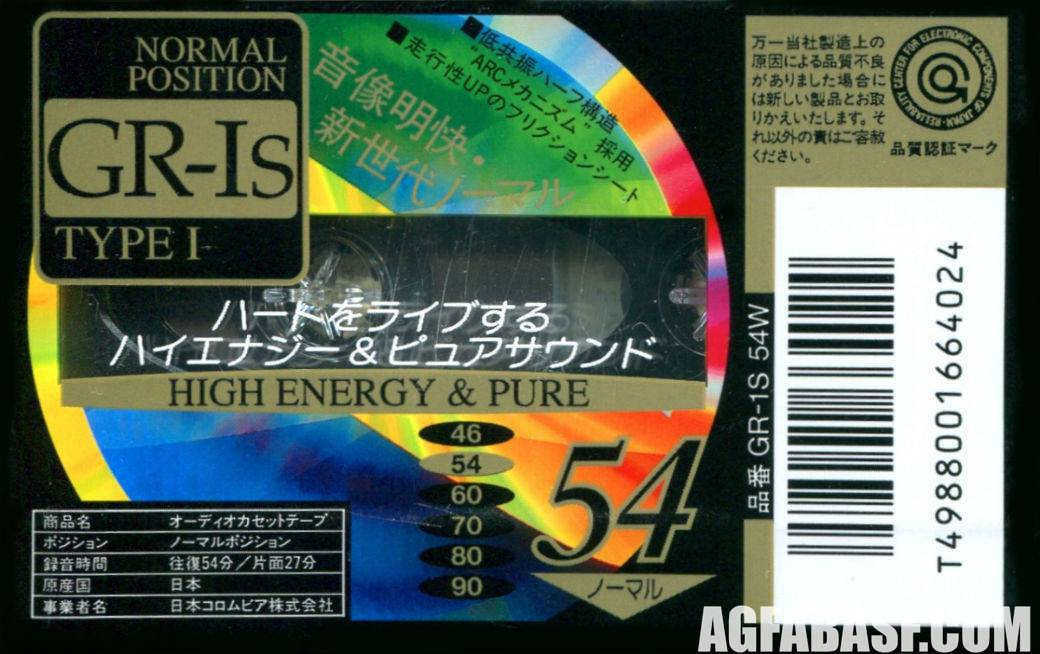 NORMAL
POSITION
GR-Is
TYPE I
音像明快・
新世代ノーマル
■低共振ハーフ構造
"ARCメカニズム"採用
■走行性UPのフリクションシート
ハートをライブする
ハイエナジー＆ピュアサウンド
HIGH ENERGY & PURE
46
54
60
70
80
90
54
ノーマル
商品名 オーディオカセットテープ
ポジション ノーマルポジション
録音時間 往復54分／片面27分
原産国 日本
事業者名 日本コロムビア株式会社
万一当社製造上の
原因による品質不良
がありました場合に
は新しい製品とお取
りかえいたします。そ
れ以外の責はご容赦
ください。
RELIABILITY CENTER FOR ELECTRONIC COMPONENTS OF JAPAN
品質認証マーク
品番 GR-1S 54W
T4988001664024
AGFABASF.COM